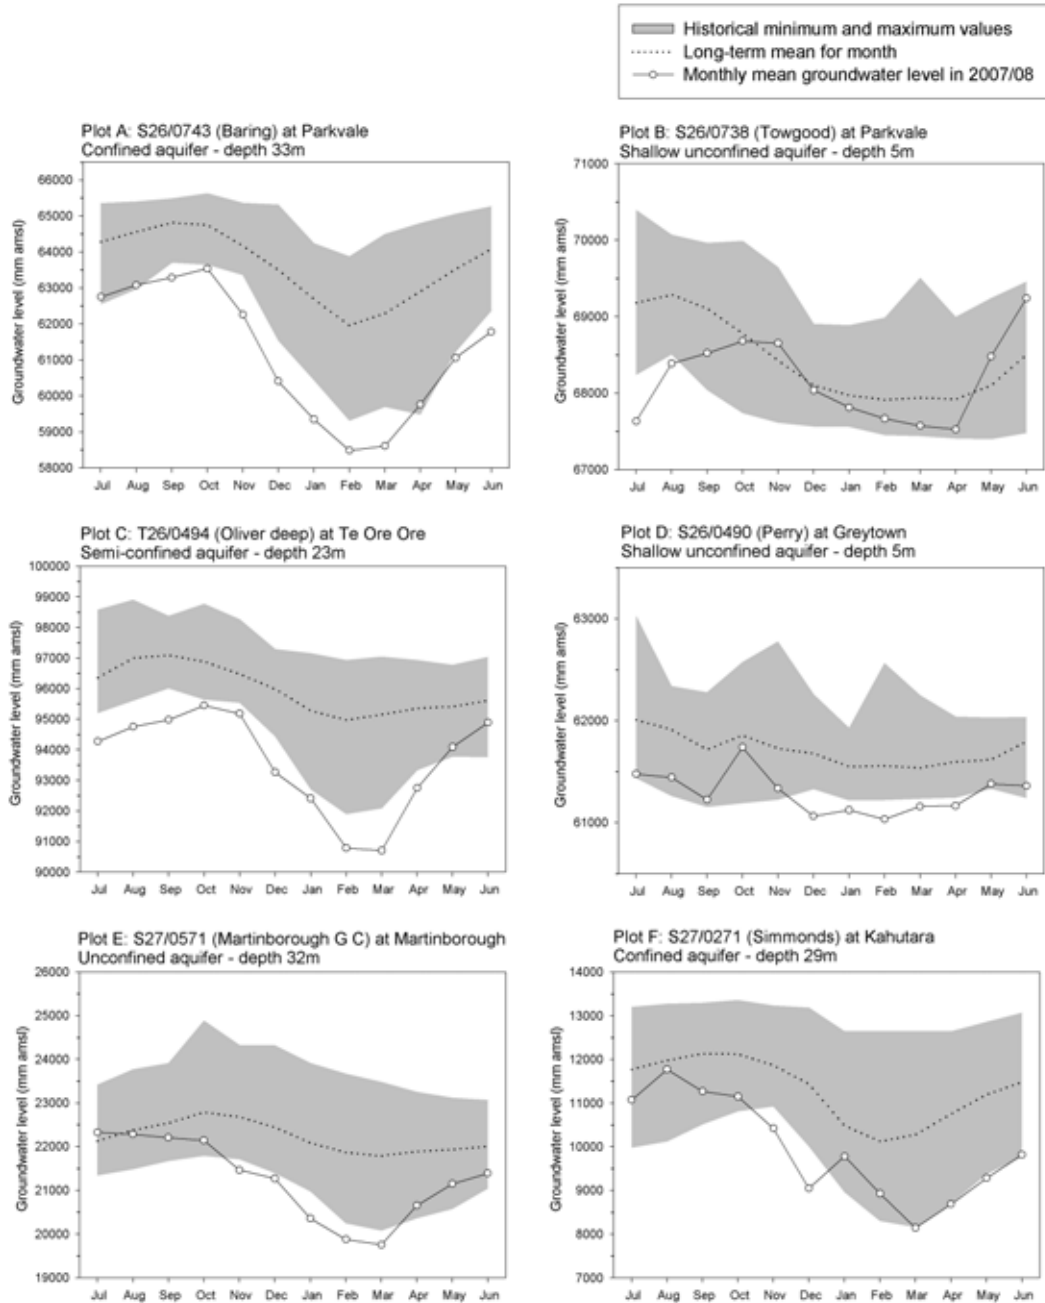 Historical minimum and maximum values
Long-term mean for month
Monthly mean groundwater level in 2007/08
Plot A: S26/0743 (Baring) at Parkvale
Confined aquifer - depth 33m
Groundwater level (mm amsl)
66000
65000
64000
63000
62000
61000
60000
59000
58000
Jul Aug Sep Oct Nov Dec Jan Feb Mar Apr May Jun
Plot B: S26/0738 (Towgood) at Parkvale
Shallow unconfined aquifer - depth 5m
Groundwater level (mm amsl)
71000
70000
69000
68000
67000
Jul Aug Sep Oct Nov Dec Jan Feb Mar Apr May Jun
Plot C: T26/0494 (Oliver deep) at Te Ore Ore
Semi-confined aquifer - depth 23m
Groundwater level (mm amsl)
100000
99000
98000
97000
96000
95000
94000
93000
92000
91000
90000
Jul Aug Sep Oct Nov Dec Jan Feb Mar Apr May Jun
Plot D: S26/0490 (Perry) at Greytown
Shallow unconfined aquifer - depth 5m
Groundwater level (mm amsl)
63000
62000
61000
Jul Aug Sep Oct Nov Dec Jan Feb Mar Apr May Jun
Plot E: S27/0571 (Martinborough G C) at Martinborough
Unconfined aquifer - depth 32m
Groundwater level (mm amsl)
26000
25000
24000
23000
22000
21000
20000
19000
Jul Aug Sep Oct Nov Dec Jan Feb Mar Apr May Jun
Plot F: S27/0271 (Simmonds) at Kahutara
Confined aquifer - depth 29m
Groundwater level (mm amsl)
14000
13000
12000
11000
10000
9000
8000
7000
Jul Aug Sep Oct Nov Dec Jan Feb Mar Apr May Jun